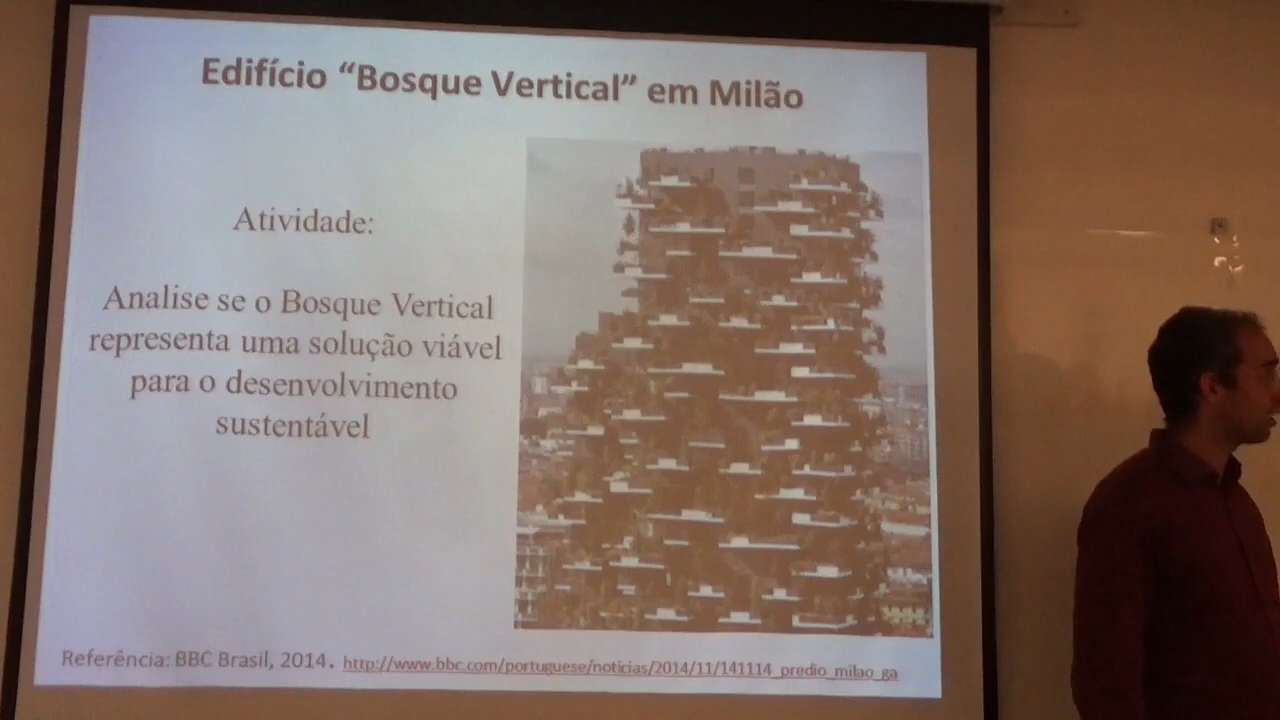 Edifício “Bosque Vertical” em Milão
Atividade:
Analise se o Bosque Vertical
representa uma solução viável
para o desenvolvimento
sustentável
Referência: BBC Brasil, 2014. http://www.bbc.com/portuguese/noticias/2014/11/141114_predio_milao_ga